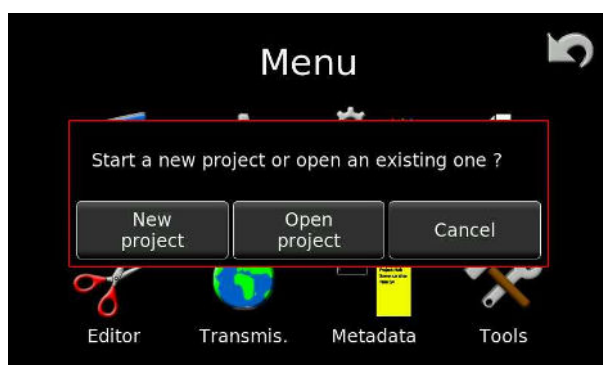 Menu
Start a new project or open an existing one ?
New
project
Open
project
Cancel
Editor
Transmis.
Metadata
Tools